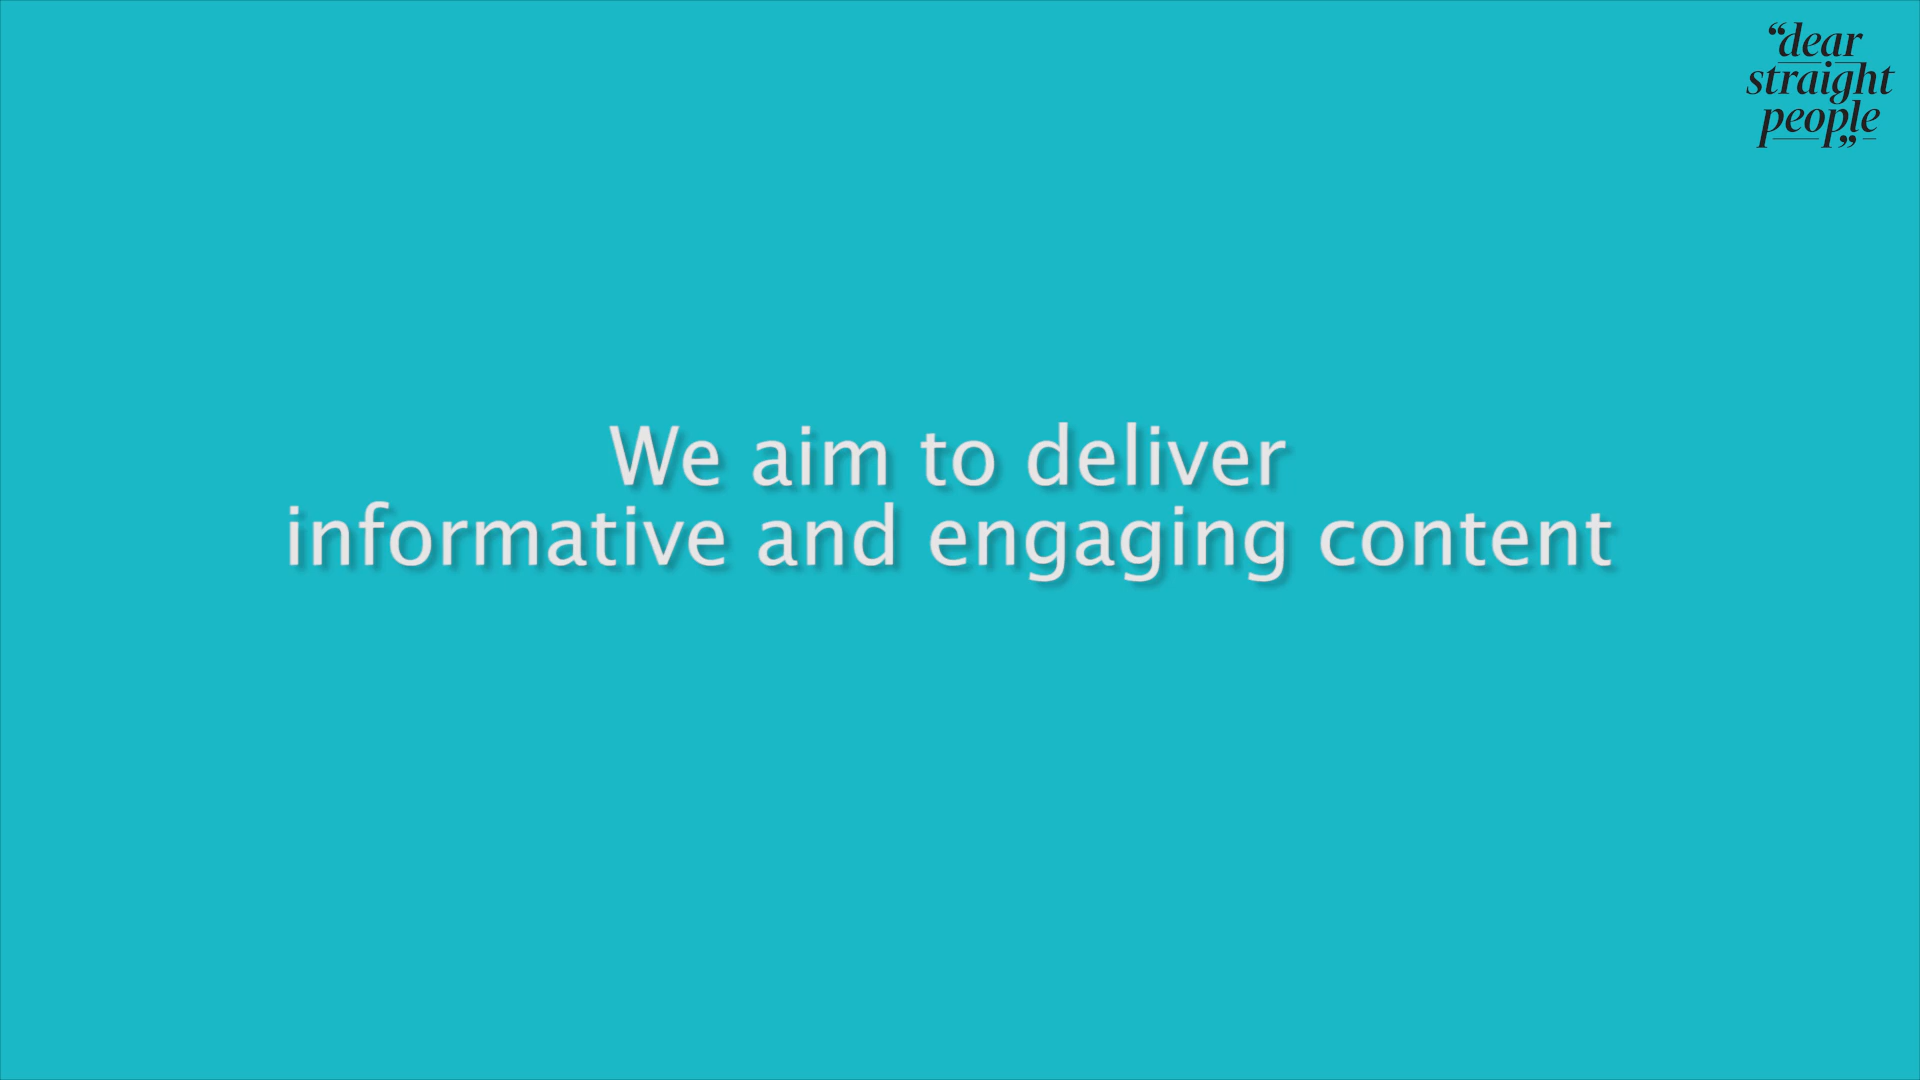 “dear
straight
people”
We aim to deliver
informative and engaging content